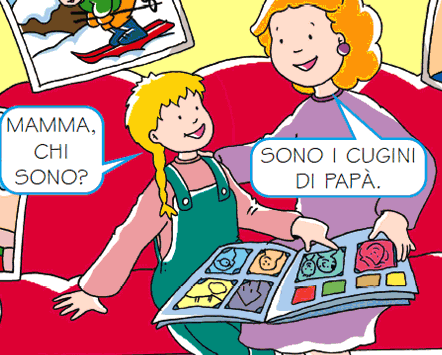 MAMMA,
CHI
SONO?
SONO I CUGINI
DI PAPÀ.